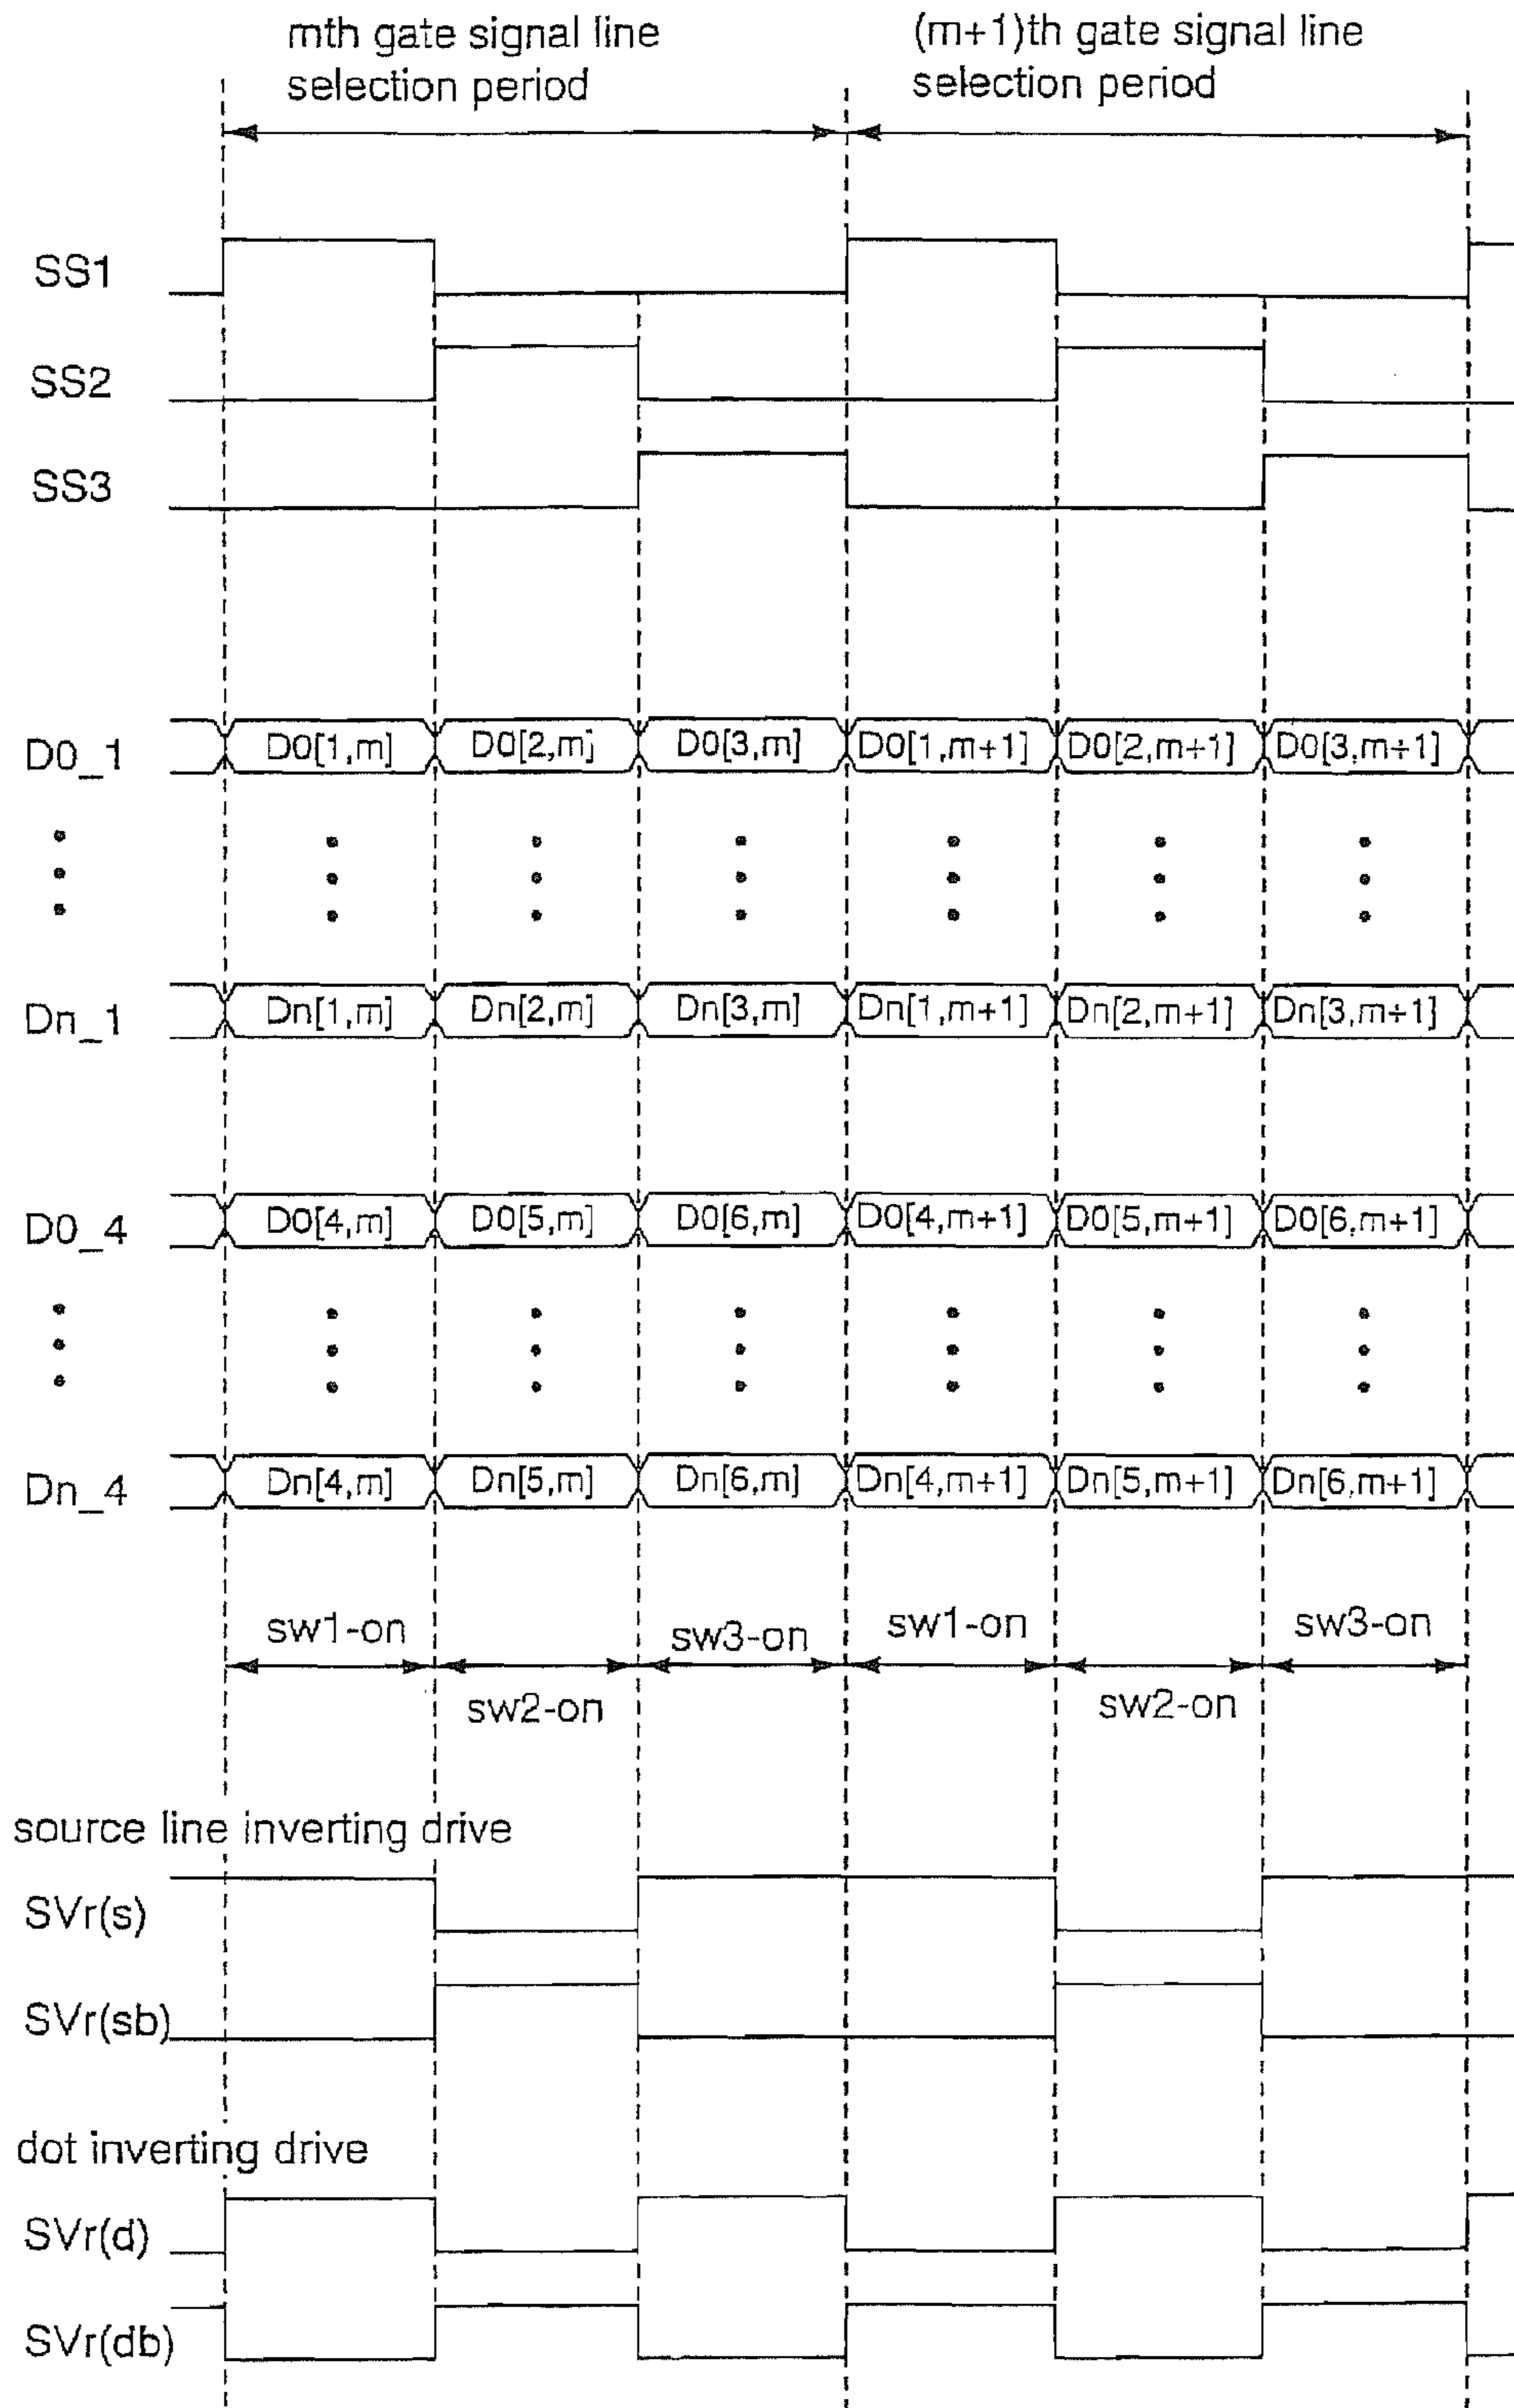 mth gate signal line
selection period
(m+1)th gate signal line
selection period
SS1
SS2
SS3
D0_1 D0[1,m] D0[2,m] D0[3,m] D0[1,m+1] D0[2,m+1] D0[3,m+1]
Dn_1 Dn[1,m] Dn[2,m] Dn[3,m] Dn[1,m+1] Dn[2,m+1] Dn[3,m+1]
D0_4 D0[4,m] D0[5,m] D0[6,m] D0[4,m+1] D0[5,m+1] D0[6,m+1]
Dn_4 Dn[4,m] Dn[5,m] Dn[6,m] Dn[4,m+1] Dn[5,m+1] Dn[6,m+1]
sw1-on sw3-on sw1-on sw3-on
sw2-on sw2-on
source line inverting drive
SVr(s)
SVr(sb)
dot inverting drive
SVr(d)
SVr(db)